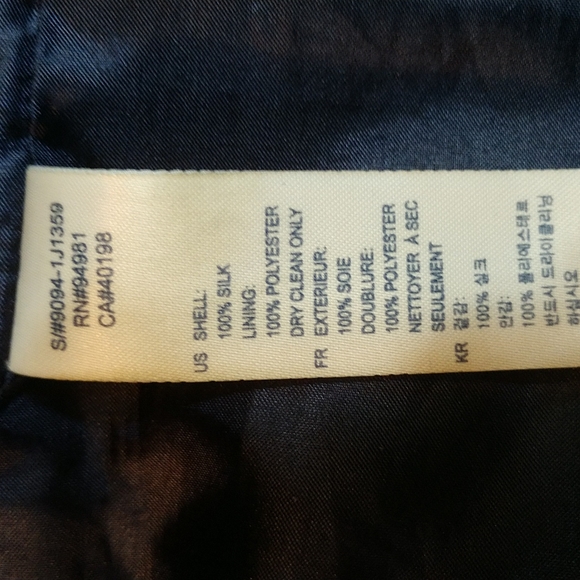 S/#9094-1J1359
RN#94981
CA#40198
US SHELL:
100% SILK
LINING:
100% POLYESTER
DRY CLEAN ONLY
FR EXTERIEUR:
100% SOIE
DOUBLURE:
100% POLYESTER
NETTOYER À SEC
SEULEMENT
KR 겉감:
100% 실크
안감:
100% 폴리에스테르
반드시 드라이클리닝
하십시오